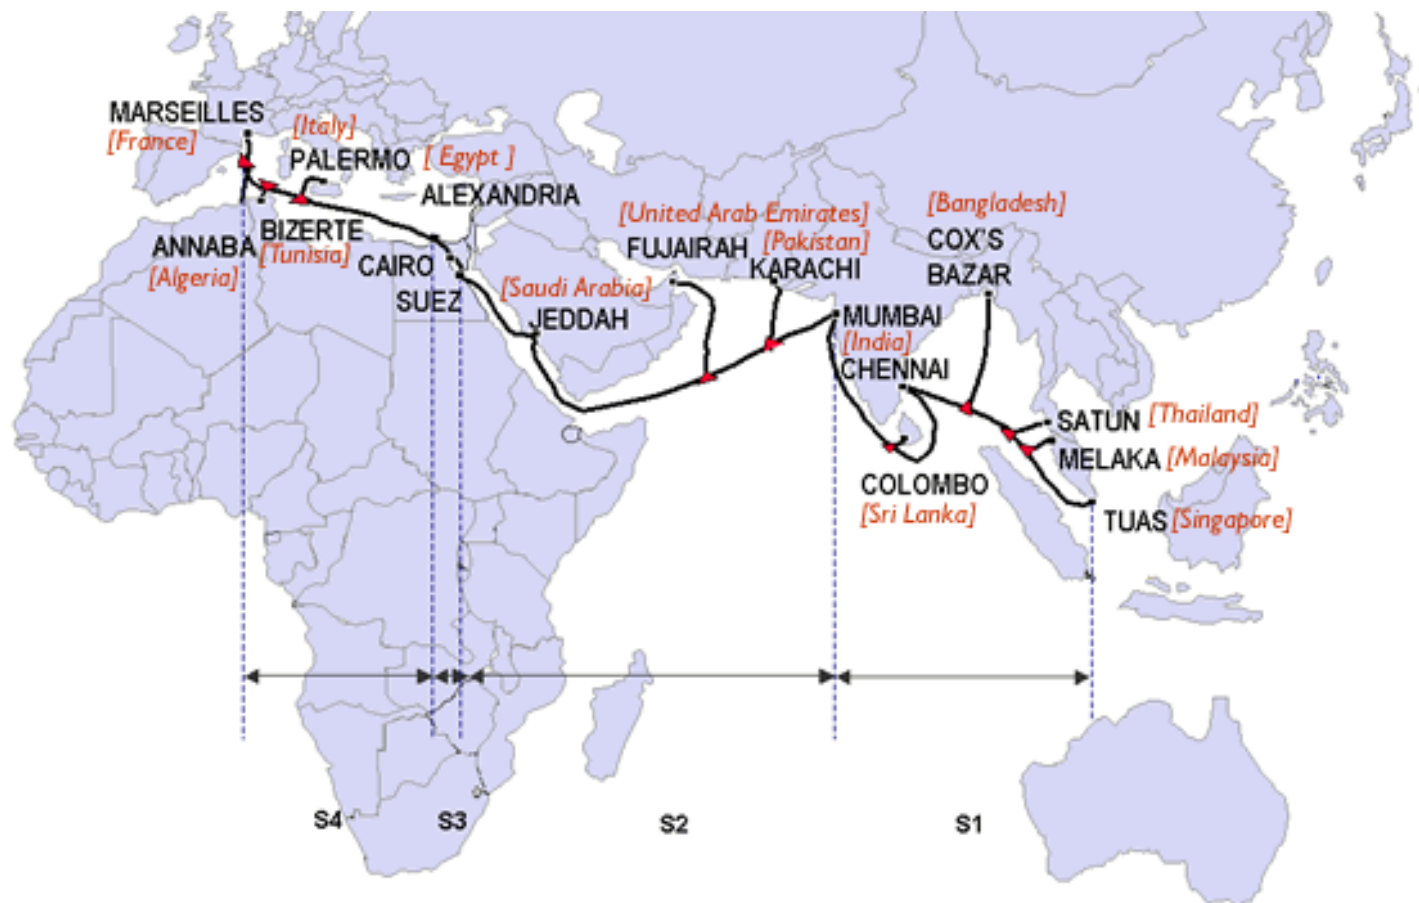 MARSEILLES
[France]
[Italy]
PALERMO
[ Egypt ]
ALEXANDRIA
ANNABA
[Algeria]
BIZERTE
[Tunisia]
CAIRO
SUEZ
[Saudi Arabia]
JEDDAH
[United Arab Emirates]
FUJAIRAH
[Pakistan]
KARACHI
[Bangladesh]
COX'S
BAZAR
MUMBAI
[India]
CHENNAI
COLOMBO
[Sri Lanka]
SATUN [Thailand]
MELAKA [Malaysia]
TUAS [Singapore]
S4
S3
S2
S1